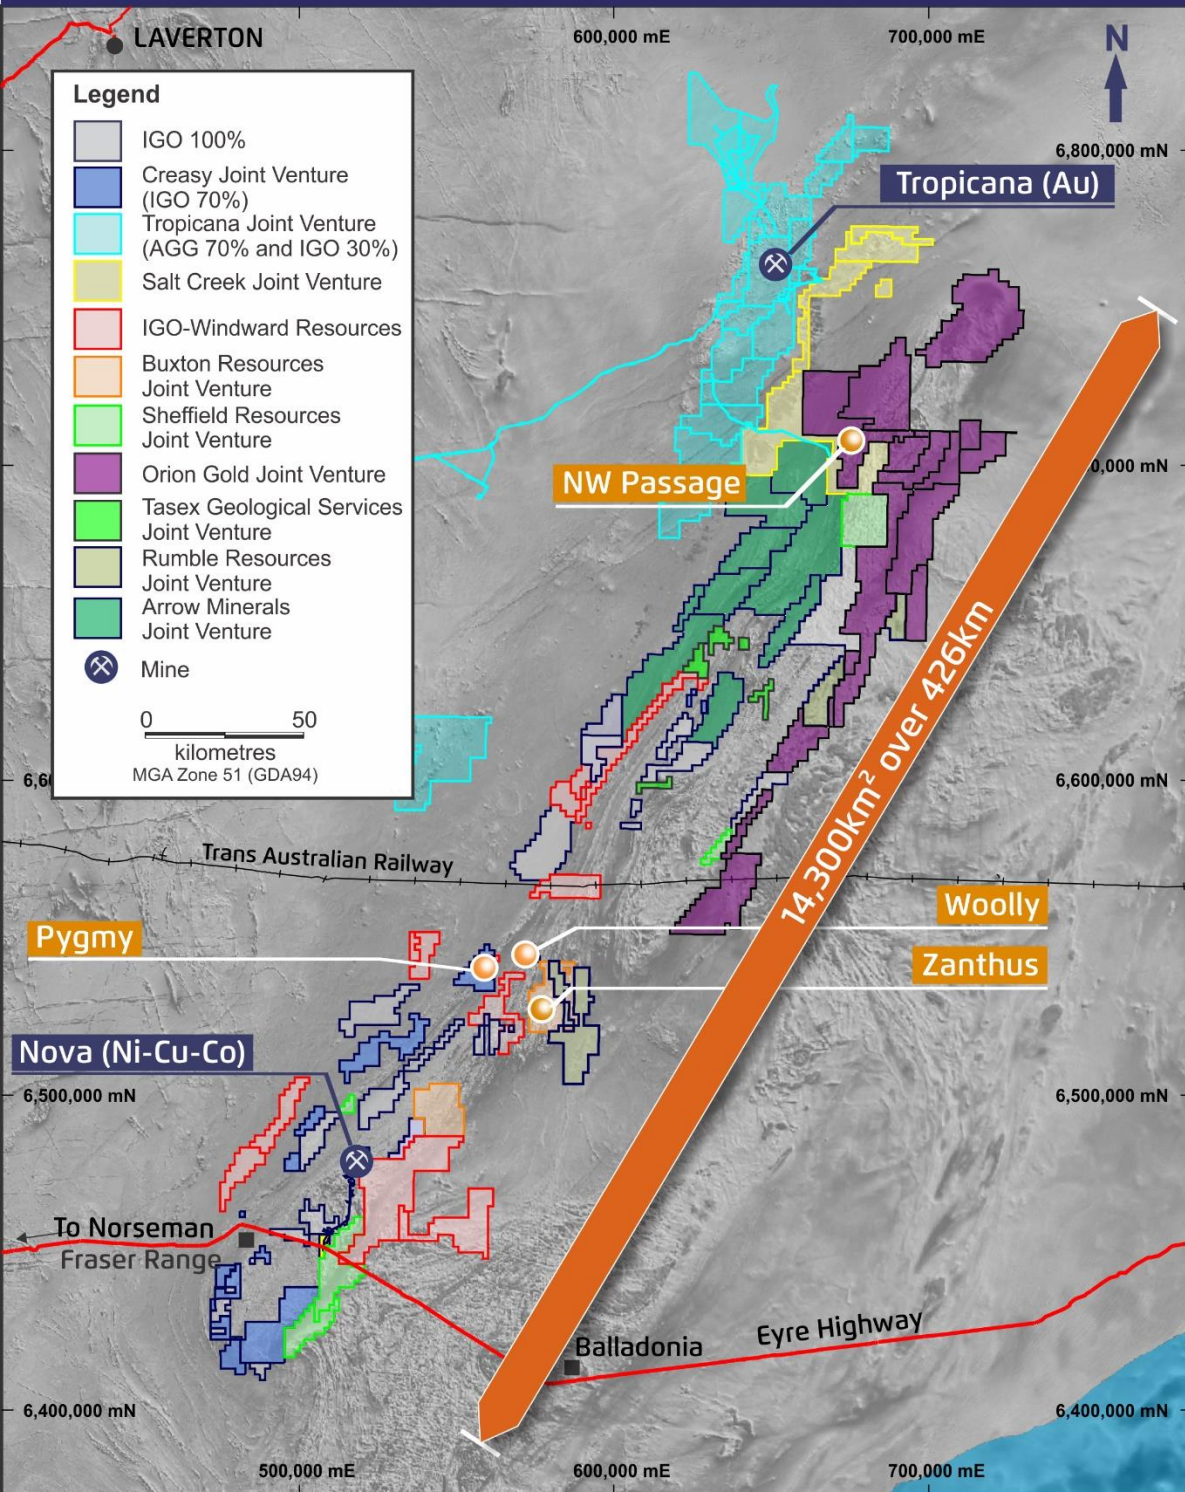 LAVERTON
600,000 mE
700,000 mE
N
Legend
IGO 100%
Creasy Joint Venture
(IGO 70%)
Tropicana Joint Venture
(AGG 70% and IGO 30%)
Salt Creek Joint Venture
IGO-Windward Resources
Buxton Resources
Joint Venture
Sheffield Resources
Joint Venture
Orion Gold Joint Venture
Tasex Geological Services
Joint Venture
Rumble Resources
Joint Venture
Arrow Minerals
Joint Venture
Mine
0 50
kilometres
MGA Zone 51 (GDA94)
6,800,000 mN
Tropicana (Au)
NW Passage
0,000 mN
14,300km² over 426km
6,60
6,600,000 mN
Trans Australian Railway
Woolly
Pygmy
Zanthus
Nova (Ni-Cu-Co)
6,500,000 mN
6,500,000 mN
To Norseman
Fraser Range
Balladonia
Eyre Highway
6,400,000 mN
6,400,000 mN
500,000 mE
600,000 mE
700,000 mE